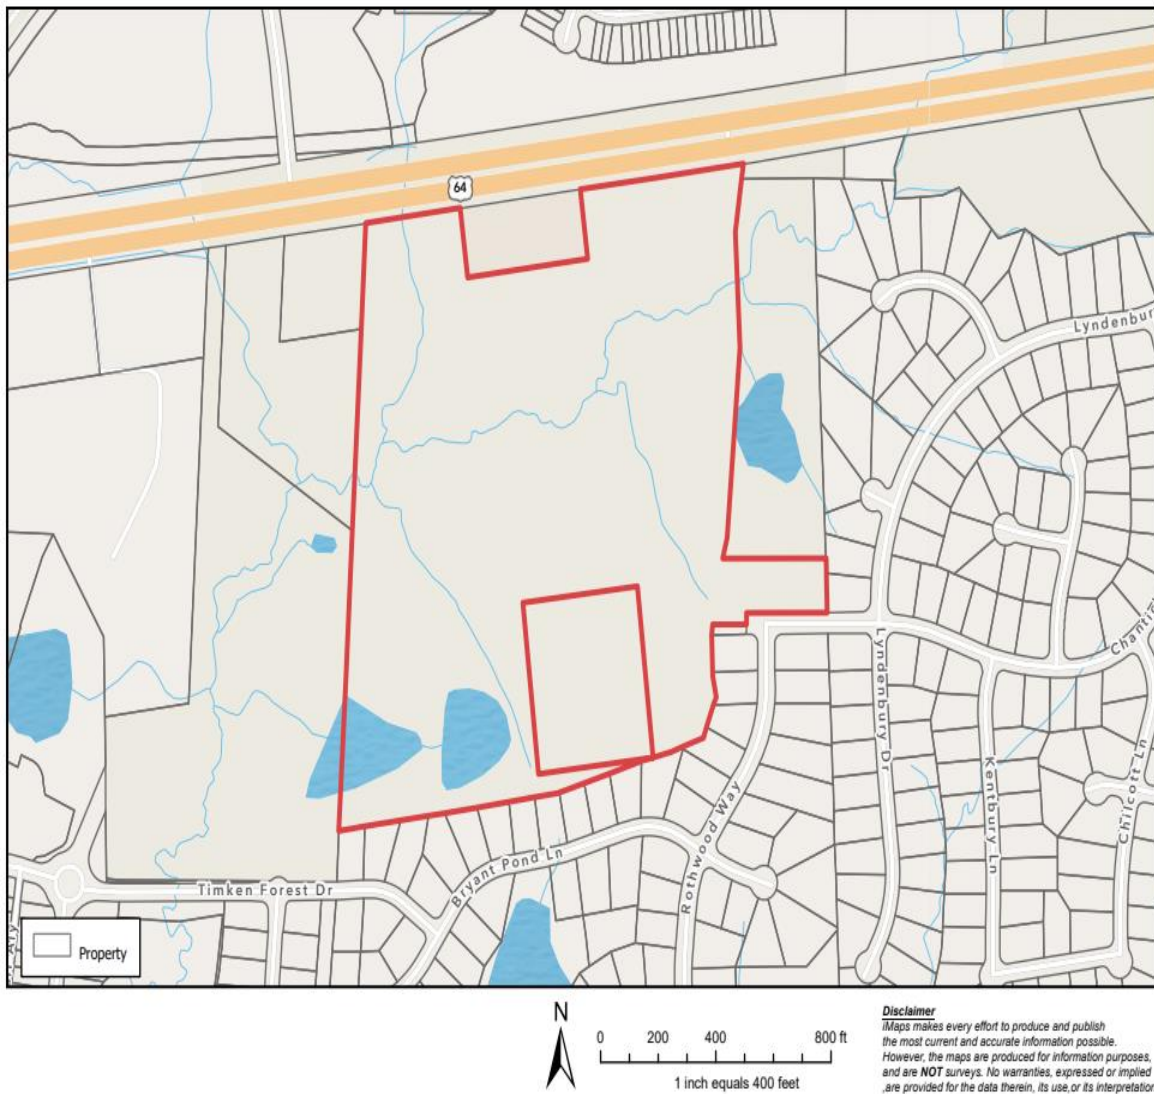 64
Lyndenbur
Chanti
Lyndenbury Dr
Kentbury Ln
Chilcott Ln
Rothwood Way
Bryant Pond Ln
Timken Forest Dr
Property
N
0 200 400 800 ft
1 inch equals 400 feet
Disclaimer
iMaps makes every effort to produce and publish
the most current and accurate information possible.
However, the maps are produced for information purposes,
and are NOT surveys. No warranties, expressed or implied
,are provided for the data therein, its use,or its interpretation